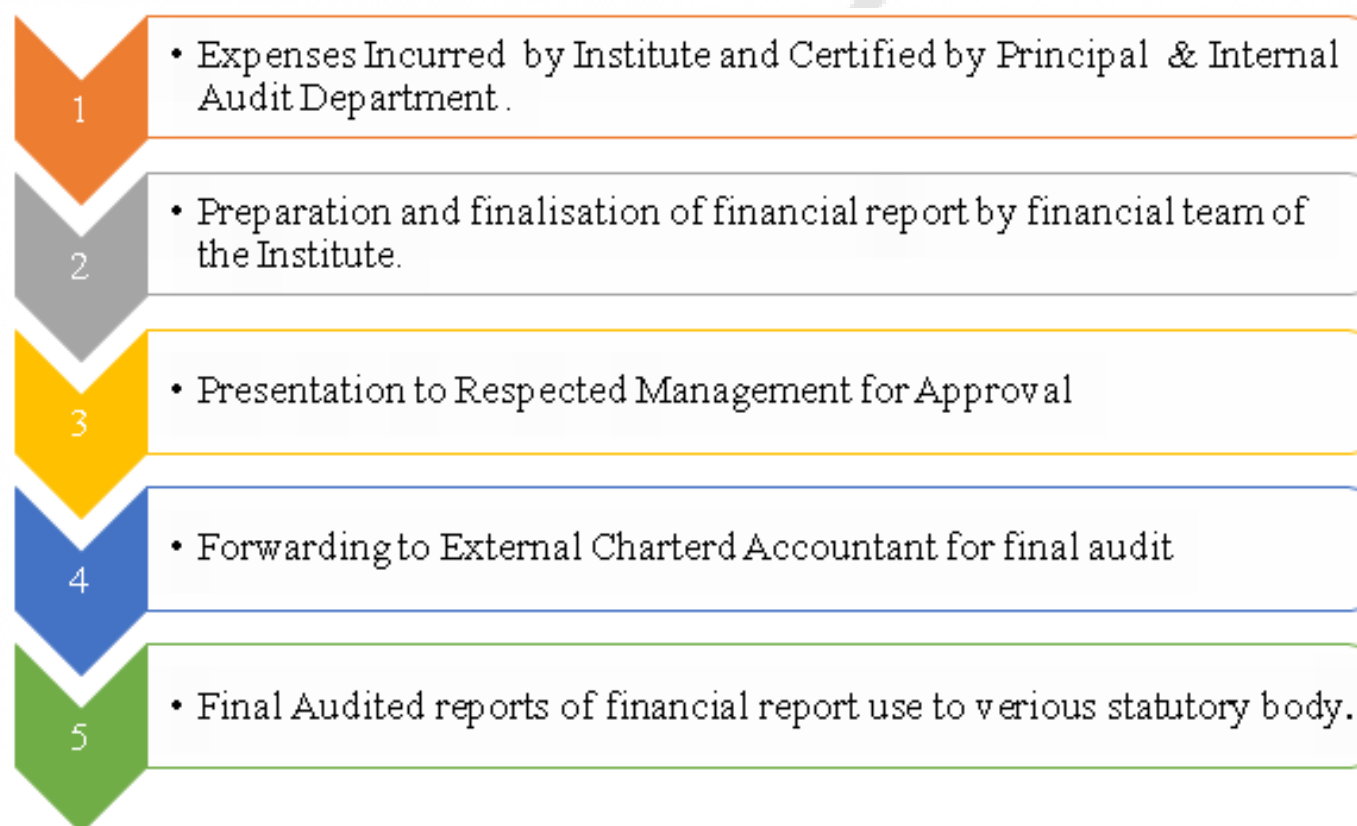 1
• Expenses Incurred by Institute and Certified by Principal & Internal
Audit Department.
2
• Preparation and finalisation of financial report by financial team of
the Institute.
3
• Presentation to Respected Management for Approval
4
• Forwarding to External Charterd Accountant for final audit
5
• Final Audited reports of financial report use to verious statutory body.